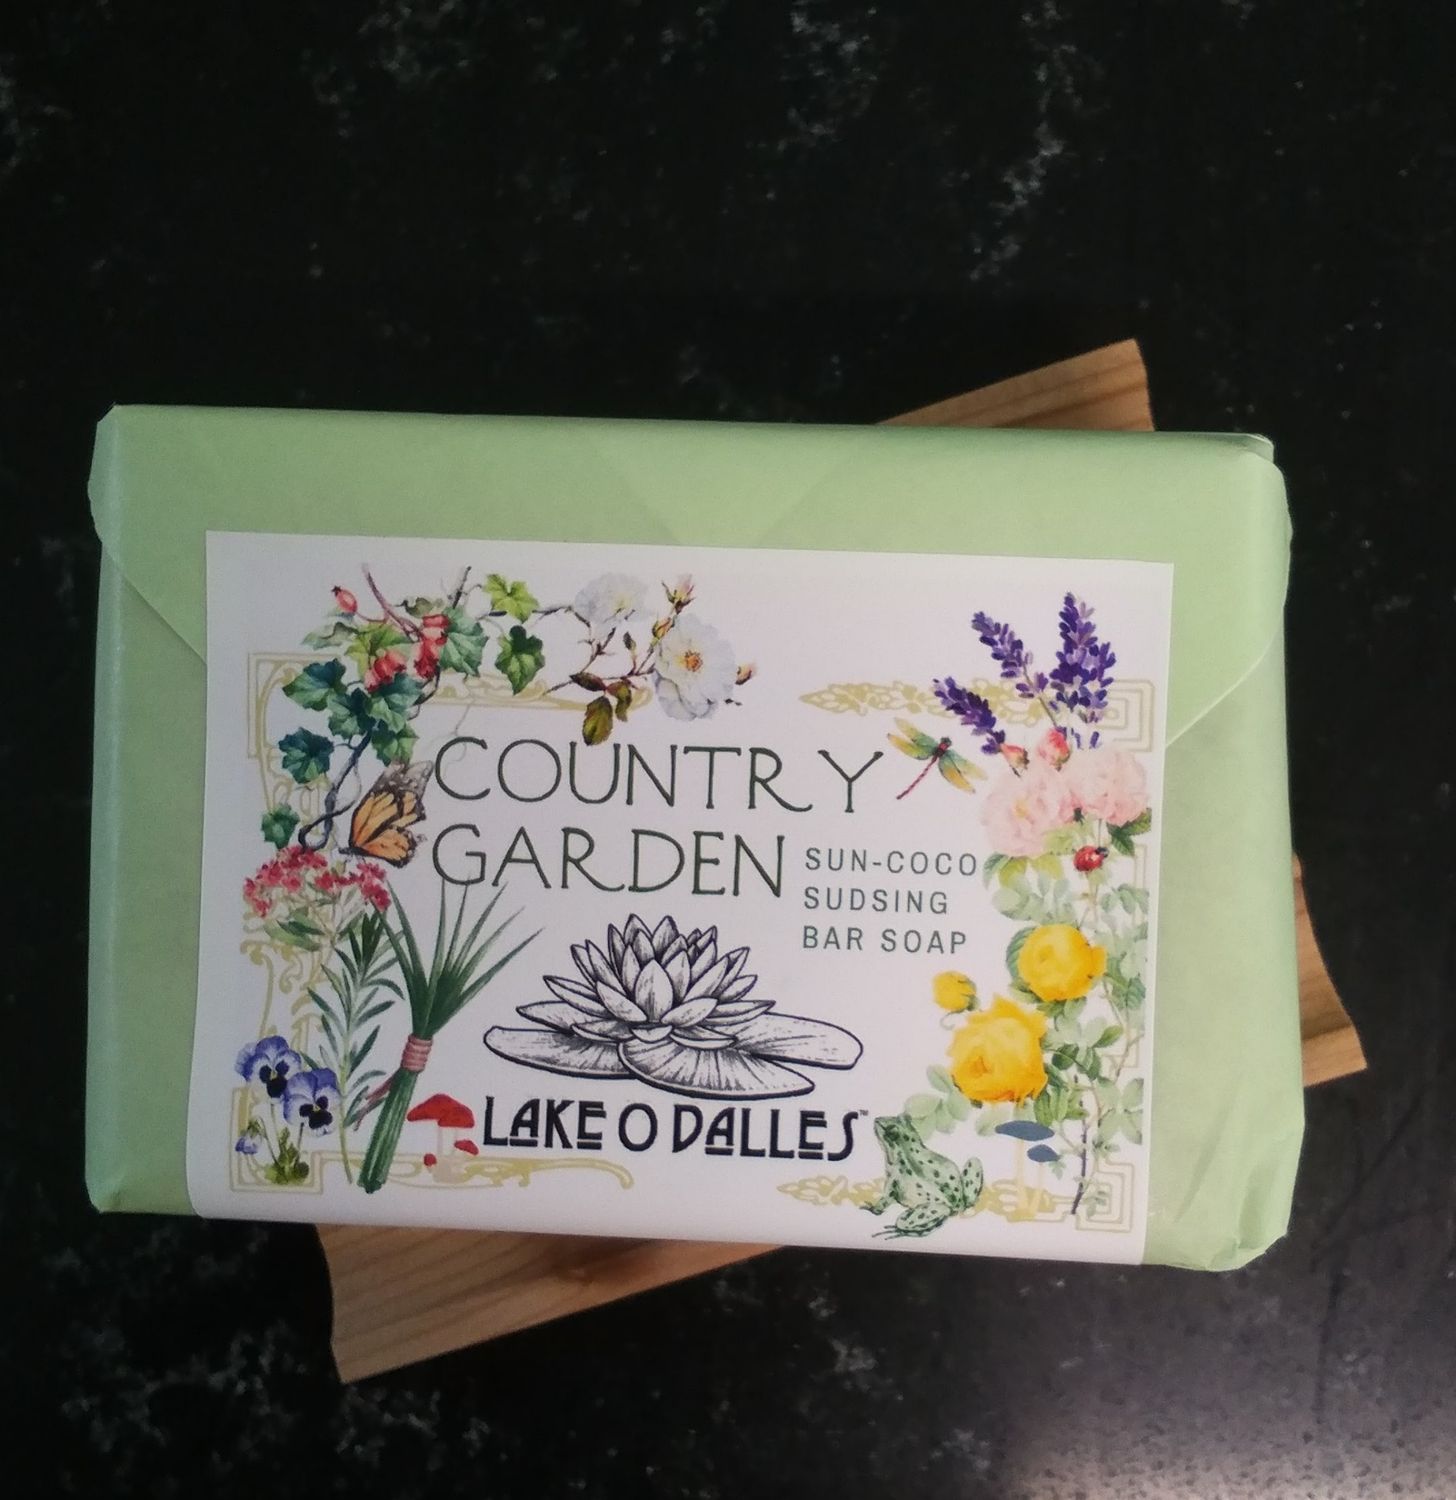 COUNTRY
GARDEN
SUN-COCO
SUDSING
BAR SOAP
LAKE O DALLES™